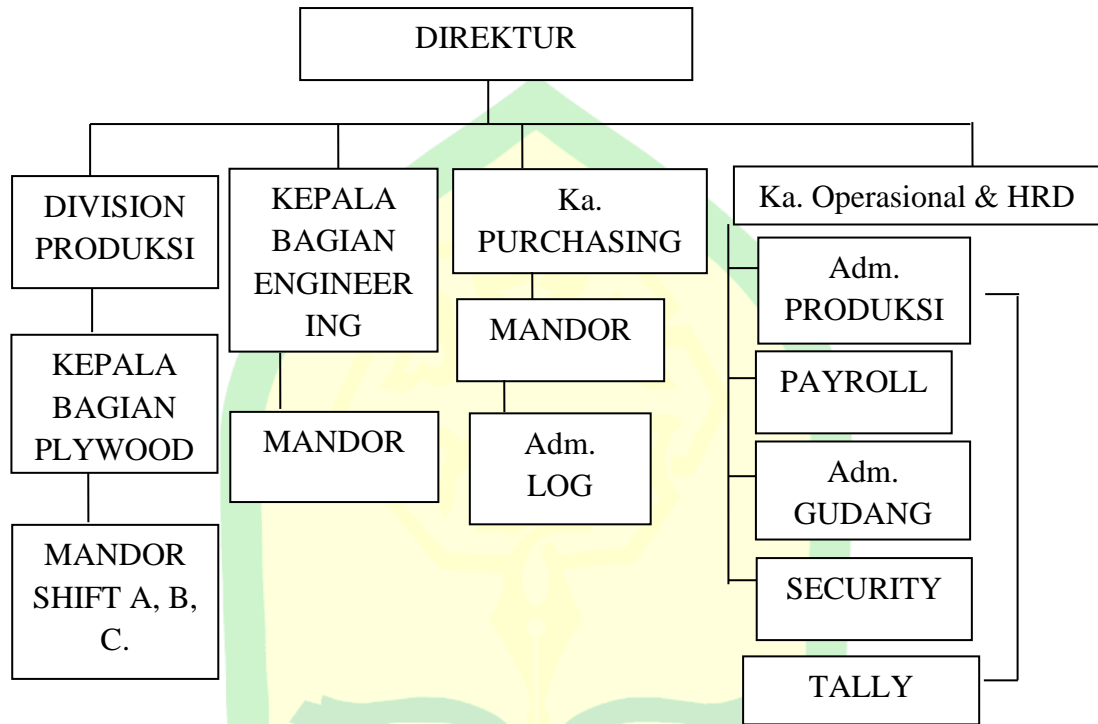 DIREKTUR
DIVISION
PRODUKSI
KEPALA
BAGIAN
PLYWOOD
MANDOR
SHIFT A, B,
C.
KEPALA
BAGIAN
ENGINEER
ING
MANDOR
Ka.
PURCHASING
MANDOR
Adm.
LOG
Ka. Operasional & HRD
Adm.
PRODUKSI
PAYROLL
Adm.
GUDANG
SECURITY
TALLY